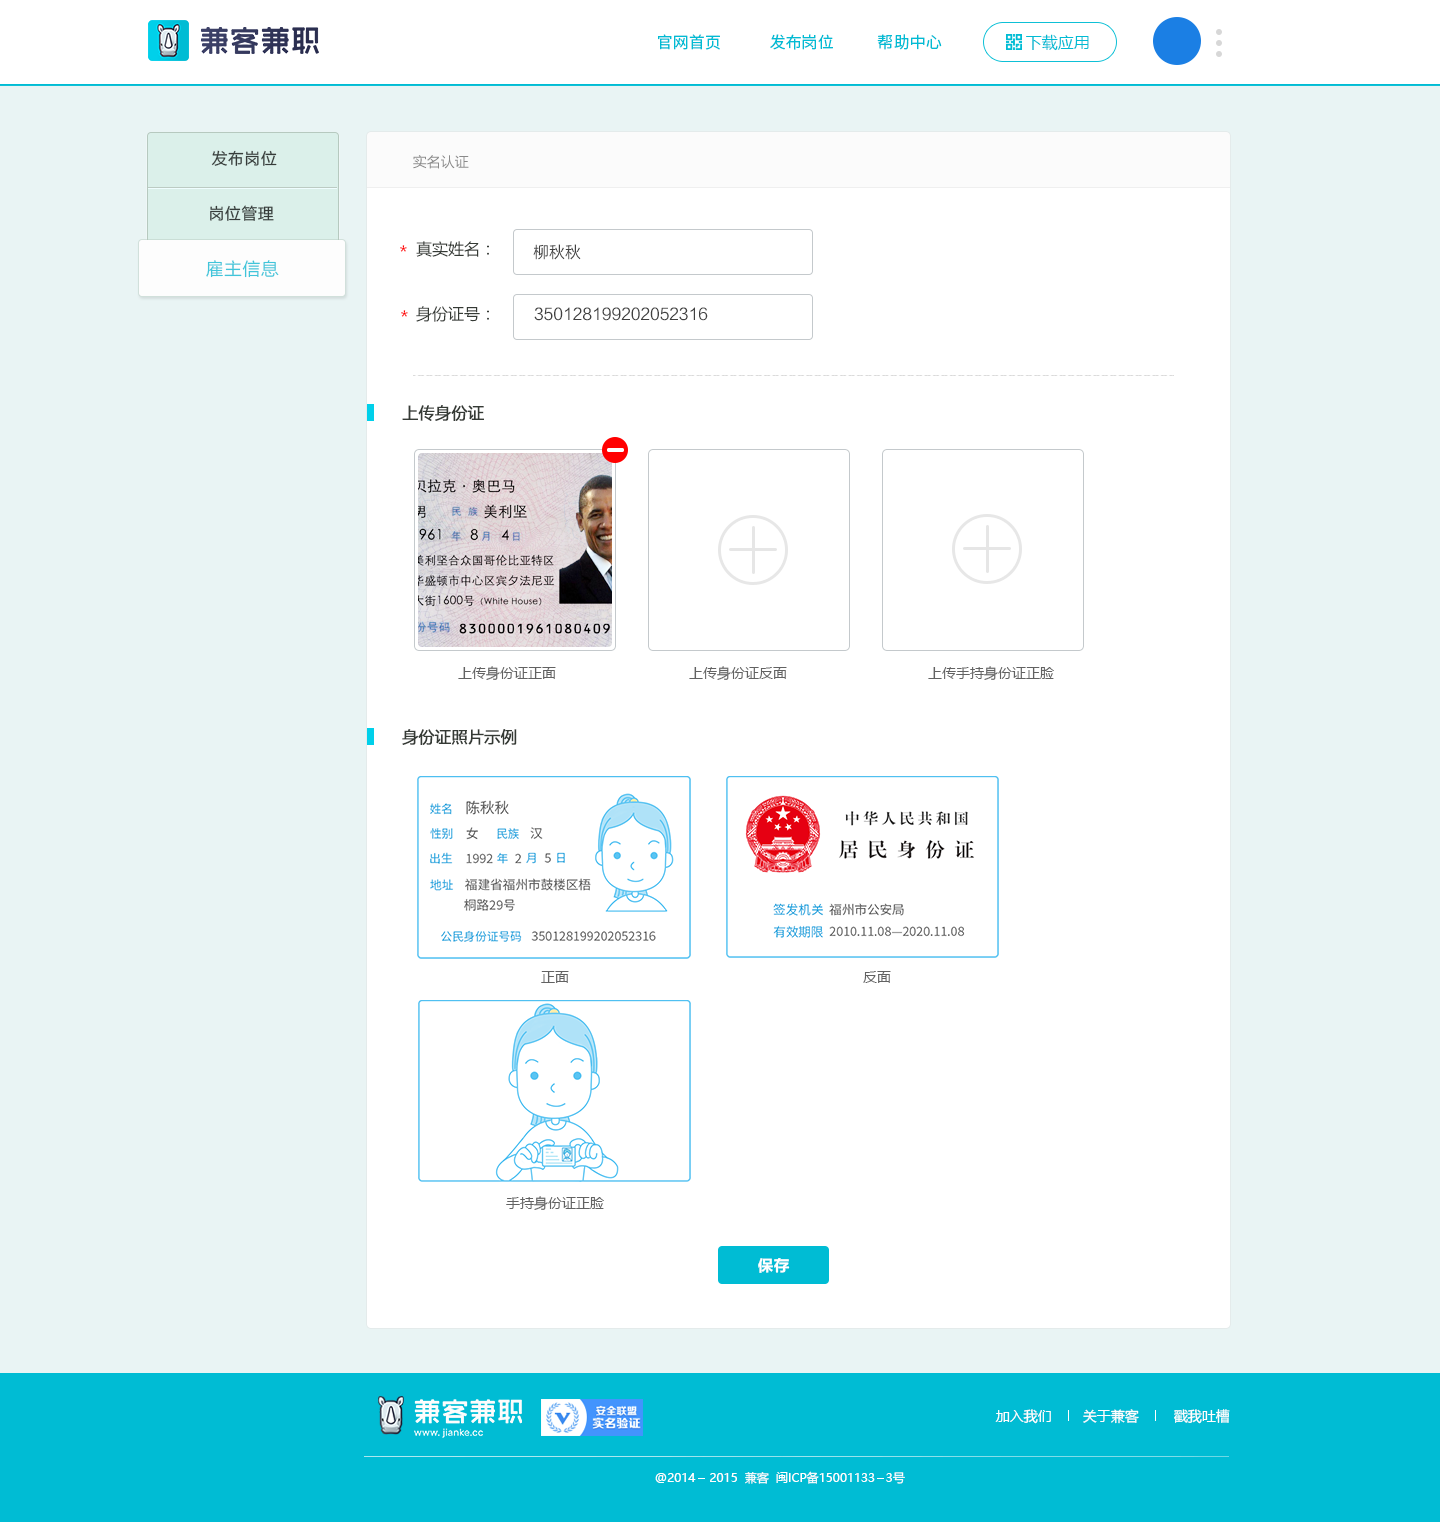 兼客兼职
官网首页
发布岗位
帮助中心
下载应用
发布岗位
岗位管理
雇主信息
实名认证
* 真实姓名：
柳秋秋
* 身份证号：
350128199202052316
上传身份证
贝拉克·奥巴马
男 民 族 美利坚
961 年 8 月 4 日
美利坚合众国哥伦比亚特区
华盛顿市中心区宾夕法尼亚
大街1600号 (White House)
份号码 8300001961080409
上传身份证正面
上传身份证反面
上传手持身份证正脸
身份证照片示例
姓名 陈秋秋
性别 女 民族 汉
出生 1992 年 2 月 5 日
地址 福建省福州市鼓楼区梧
桐路29号
公民身份证号码 350128199202052316
正面
中华人民共和国
居民身份证
签发机关 福州市公安局
有效期限 2010.11.08—2020.11.08
反面
手持身份证正脸
保存
兼客兼职
www.jianke.cc
安全联盟
实名验证
加入我们
关于兼客
戳我吐槽
@2014－2015 兼客 闽ICP备15001133－3号